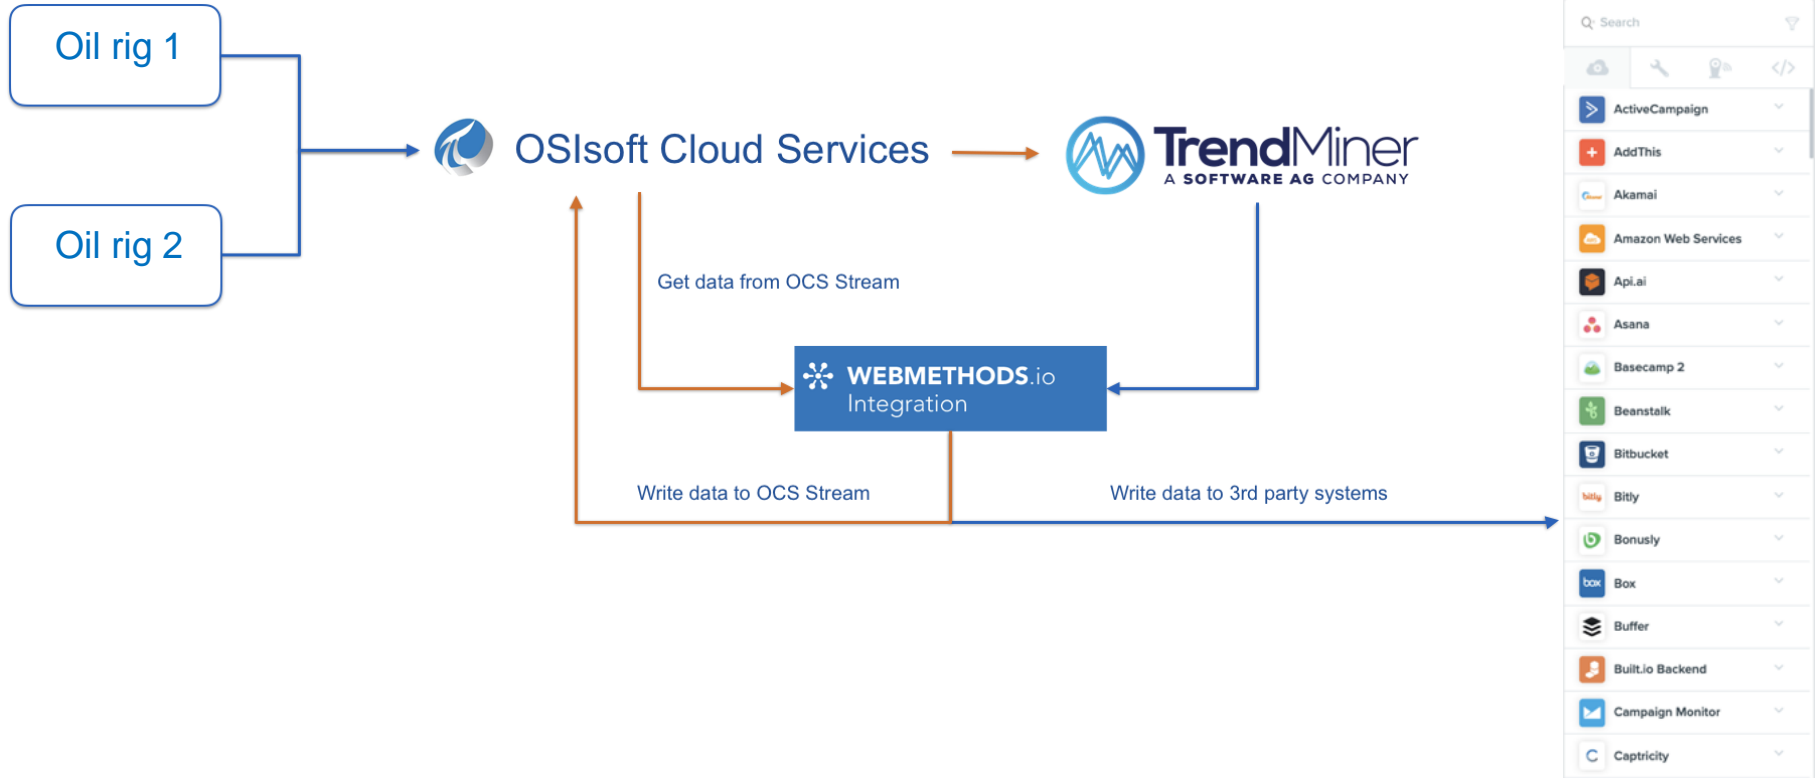 Oil rig 1
Oil rig 2
OSIsoft Cloud Services
TrendMiner
A SOFTWARE AG COMPANY
Get data from OCS Stream
WEBMETHODS.io
Integration
Write data to OCS Stream
Write data to 3rd party systems
Search
</>
ActiveCampaign
AddThis
Akamai
Amazon Web Services
Api.ai
Asana
Basecamp 2
Beanstalk
Bitbucket
bitly Bitly
Bonusly
box Box
Buffer
Built.io Backend
Campaign Monitor
C Captricity